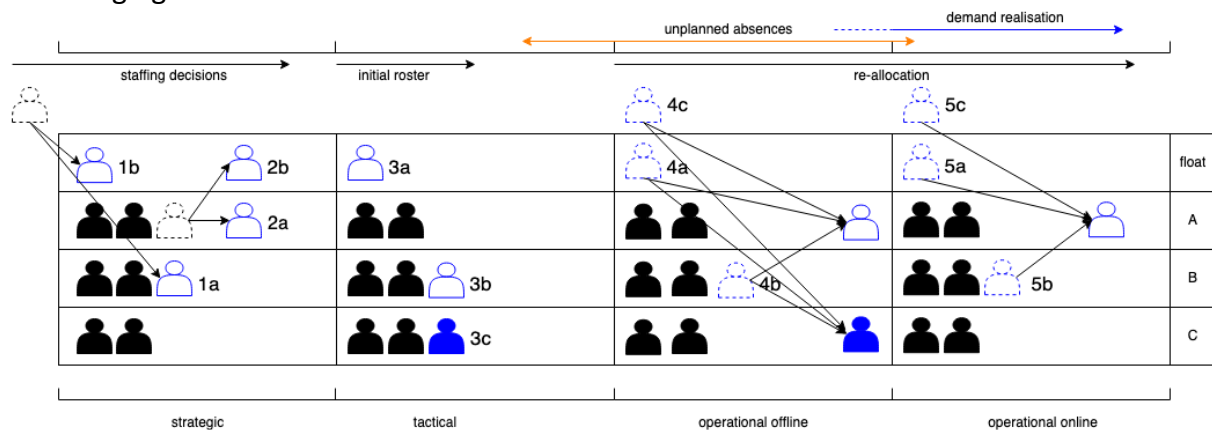 demand realisation
unplanned absences
staffing decisions
initial roster
re-allocation
4c
5c
1b
2b
3a
4a
5a
float
2a
A
1a
3b
4b
5b
B
3c
C
strategic
tactical
operational offline
operational online